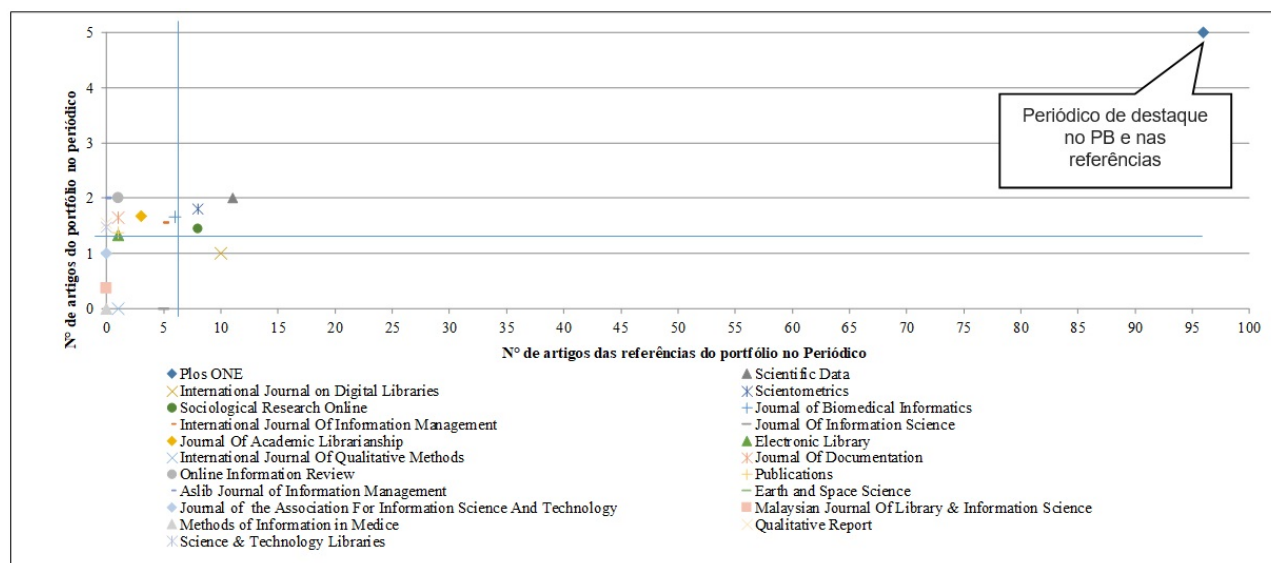 5
4
3
2
1
0
N° de artigos do portfólio no periódico
Periódico de destaque
no PB e nas
referências
0 5 10 15 20 25 30 35 40 45 50 55 60 65 70 75 80 85 90 95 100
N° de artigos das referências do portfólio no Periódico
Plos ONE
Scientific Data
International Journal on Digital Libraries
Scientometrics
Sociological Research Online
Journal of Biomedical Informatics
International Journal Of Information Management
Journal Of Information Science
Journal Of Academic Librarianship
Electronic Library
International Journal Of Qualitative Methods
Journal Of Documentation
Online Information Review
Publications
Aslib Journal of Information Management
Earth and Space Science
Journal of the Association For Information Science And Technology
Malaysian Journal Of Library & Information Science
Methods of Information in Medice
Qualitative Report
Science & Technology Libraries